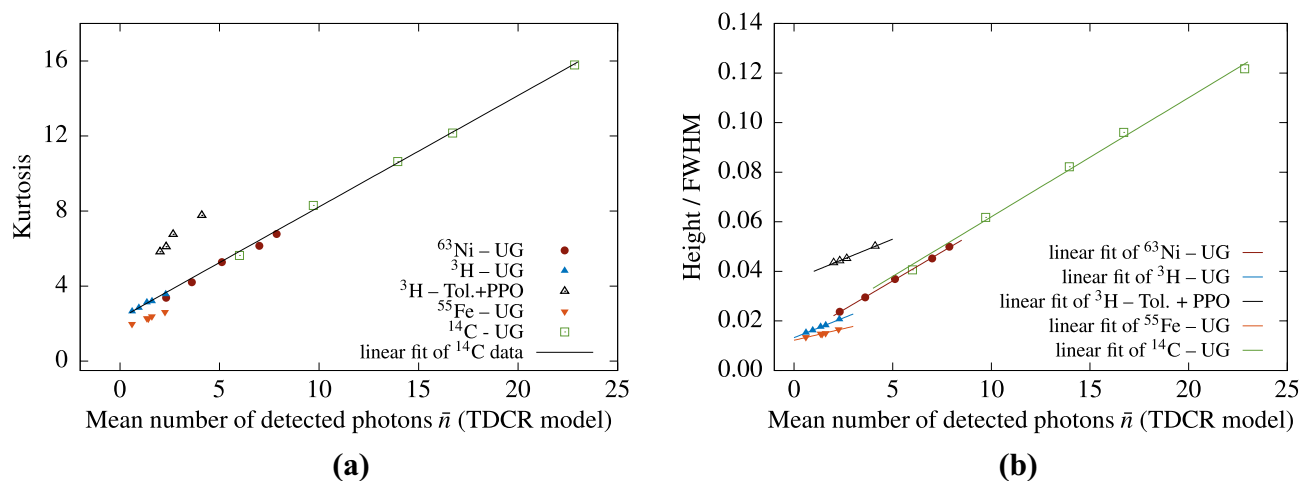 Kurtosis
16
12
8
4
0
0 5 10 15 20 25
Mean number of detected photons n̄ (TDCR model)
⁶³Ni – UG
³H – UG
³H – Tol.+PPO
⁵⁵Fe – UG
¹⁴C - UG
linear fit of ¹⁴C data
(a)
Height / FWHM
0.14
0.12
0.10
0.08
0.06
0.04
0.02
0.00
0 5 10 15 20 25
Mean number of detected photons n̄ (TDCR model)
linear fit of ⁶³Ni – UG
linear fit of ³H – UG
linear fit of ³H – Tol. + PPO
linear fit of ⁵⁵Fe – UG
linear fit of ¹⁴C – UG
(b)